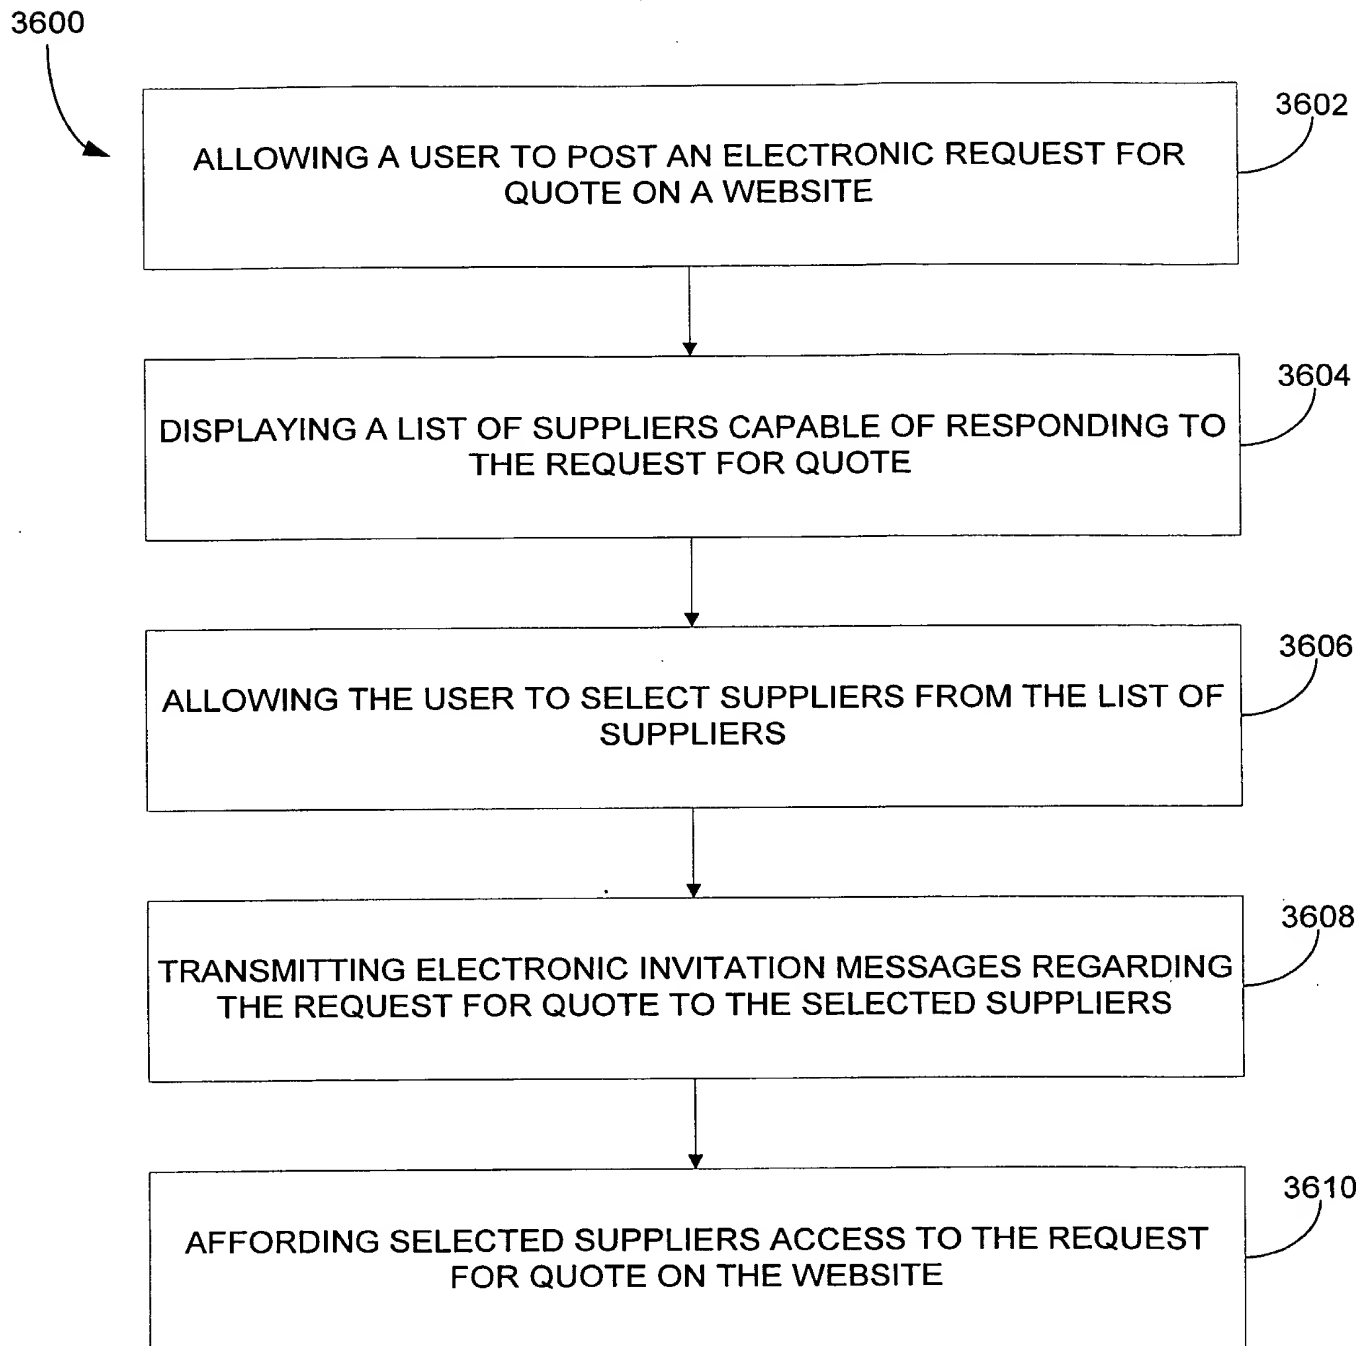 3600
3602
ALLOWING A USER TO POST AN ELECTRONIC REQUEST FOR
QUOTE ON A WEBSITE
3604
DISPLAYING A LIST OF SUPPLIERS CAPABLE OF RESPONDING TO
THE REQUEST FOR QUOTE
3606
ALLOWING THE USER TO SELECT SUPPLIERS FROM THE LIST OF
SUPPLIERS
3608
TRANSMITTING ELECTRONIC INVITATION MESSAGES REGARDING
THE REQUEST FOR QUOTE TO THE SELECTED SUPPLIERS
3610
AFFORDING SELECTED SUPPLIERS ACCESS TO THE REQUEST
FOR QUOTE ON THE WEBSITE